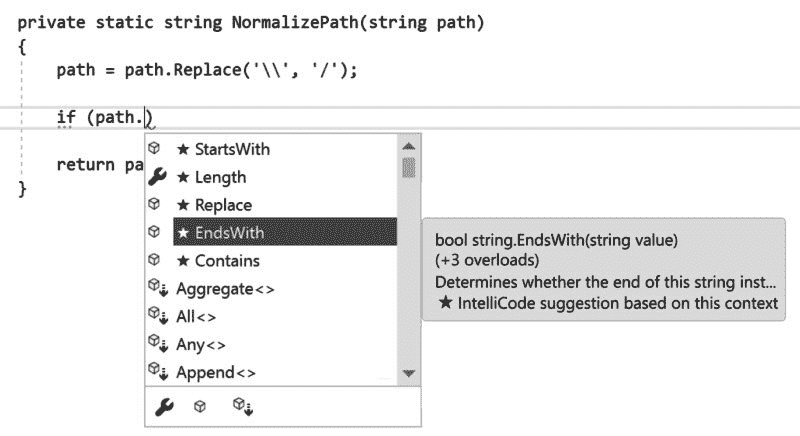 private static string NormalizePath(string path)
{
path = path.Replace('\\', '/');
if (path.)
★ StartsWith
return pa
★ Length
★ Replace
★ EndsWith
★ Contains
Aggregate<>
All<>
Any<>
Append<>
}
bool string.EndsWith(string value)
(+3 overloads)
Determines whether the end of this string inst...
★ IntelliCode suggestion based on this context